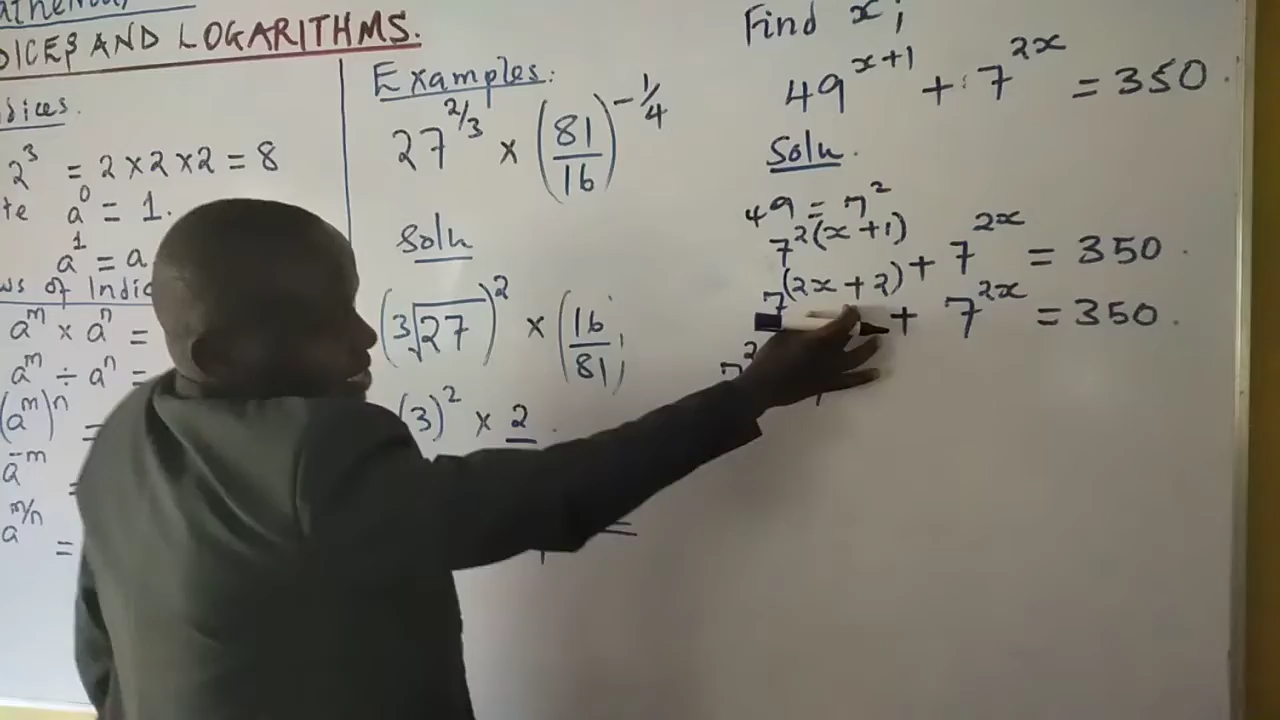 INDICES AND LOGARITHMS.
2³ = 2 × 2 × 2 = 8
a⁰ = 1.
a¹ = a
of Indic
aᵐ × aⁿ =
aᵐ ÷ aⁿ =
(aᵐ)ⁿ =
a⁻ᵐ =
a^(m/n) =
Examples:
27^(2/3) × (81/16)^(-1/4)
Soln
(³√27)² × (16/81)
(3)² × 2
Find x;
49^(x+1) + 7^(2x) = 350.
Soln.
49 = 7²
7^(2(x+1)) + 7^(2x) = 350.
7^((2x+2)) + 7^(2x) = 350.
7²